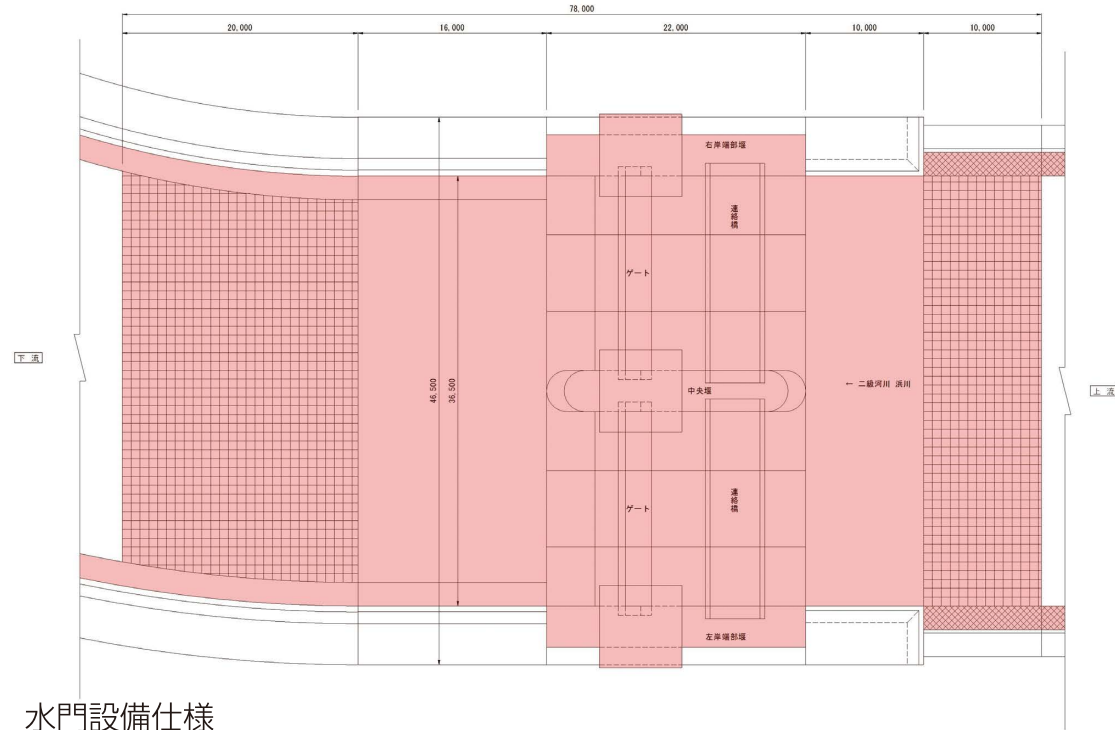 78,000
20,000
16,000
22,000
10,000
10,000
右岸端部堰
連絡橋
ゲート
下 流
46,500
36,500
中央堰
← 二級河川 浜川
上 流
ゲート
連絡橋
左岸端部堰
水門設備仕様